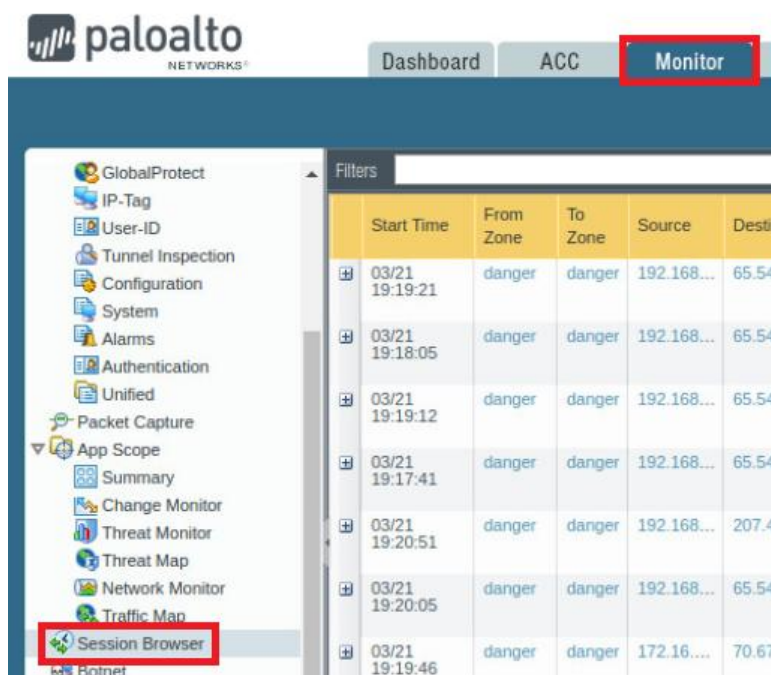 paloalto
NETWORKS®
Dashboard ACC Monitor
GlobalProtect
IP-Tag
User-ID
Tunnel Inspection
Configuration
System
Alarms
Authentication
Unified
Packet Capture
App Scope
Summary
Change Monitor
Threat Monitor
Threat Map
Network Monitor
Traffic Map
Session Browser
Botnet
Filters
Start Time From Zone To Zone Source Desti
03/21 19:19:21 danger danger 192.168... 65.54
03/21 19:18:05 danger danger 192.168... 65.54
03/21 19:19:12 danger danger 192.168... 65.54
03/21 19:17:41 danger danger 192.168... 65.54
03/21 19:20:51 danger danger 192.168... 207.4
03/21 19:20:05 danger danger 192.168... 65.54
03/21 19:19:46 danger danger 172.16.... 70.67